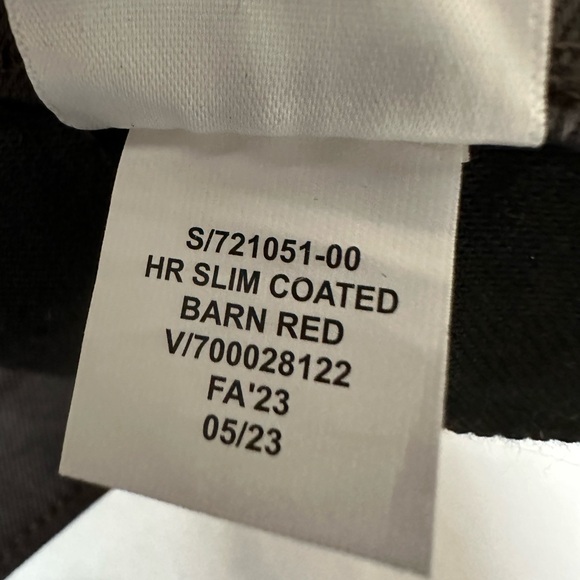 S/721051-00
HR SLIM COATED
BARN RED
V/700028122
FA'23
05/23